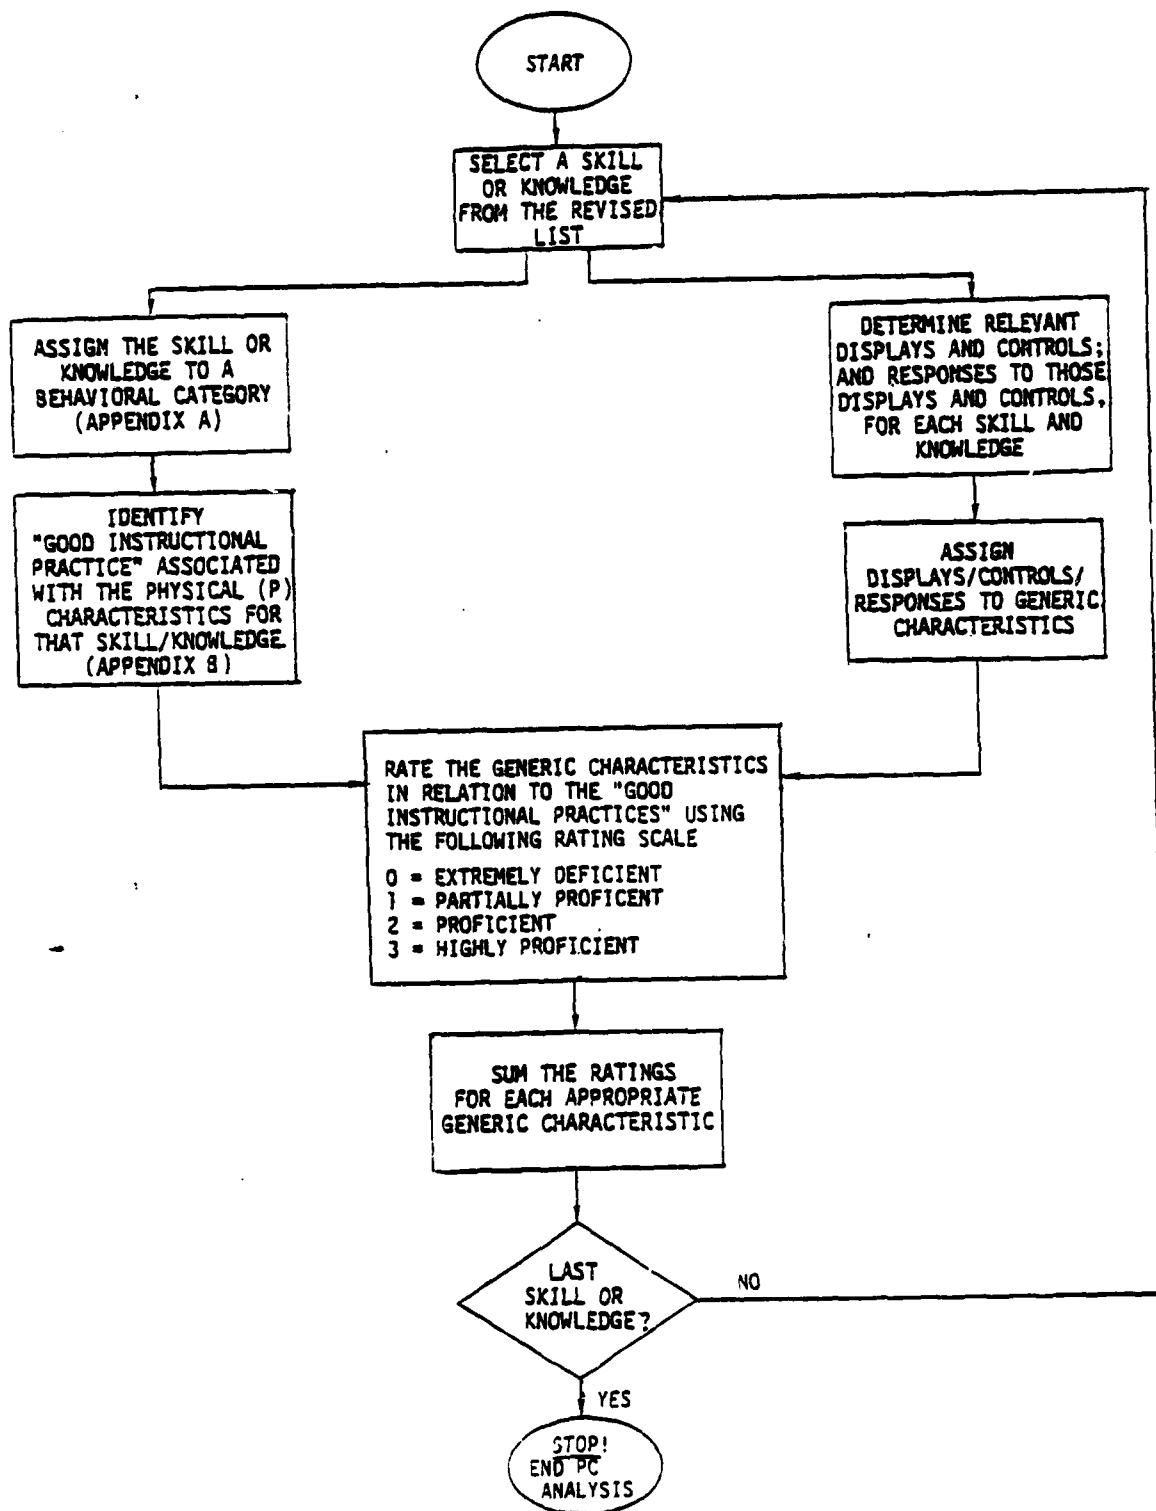 START
SELECT A SKILL
OR KNOWLEDGE
FROM THE REVISED
LIST
ASSIGN THE SKILL OR
KNOWLEDGE TO A
BEHAVIORAL CATEGORY
(APPENDIX A)
DETERMINE RELEVANT
DISPLAYS AND CONTROLS;
AND RESPONSES TO THOSE
DISPLAYS AND CONTROLS,
FOR EACH SKILL AND
KNOWLEDGE
IDENTIFY
"GOOD INSTRUCTIONAL
PRACTICE" ASSOCIATED
WITH THE PHYSICAL (P)
CHARACTERISTICS FOR
THAT SKILL/KNOWLEDGE
(APPENDIX B)
ASSIGN
DISPLAYS/CONTROLS/
RESPONSES TO GENERIC
CHARACTERISTICS
RATE THE GENERIC CHARACTERISTICS
IN RELATION TO THE "GOOD
INSTRUCTIONAL PRACTICES" USING
THE FOLLOWING RATING SCALE
0 = EXTREMELY DEFICIENT
1 = PARTIALLY PROFICENT
2 = PROFICIENT
3 = HIGHLY PROFICIENT
SUM THE RATINGS
FOR EACH APPROPRIATE
GENERIC CHARACTERISTIC
LAST
SKILL OR
KNOWLEDGE?
NO
YES
STOP!
END PC
ANALYSIS